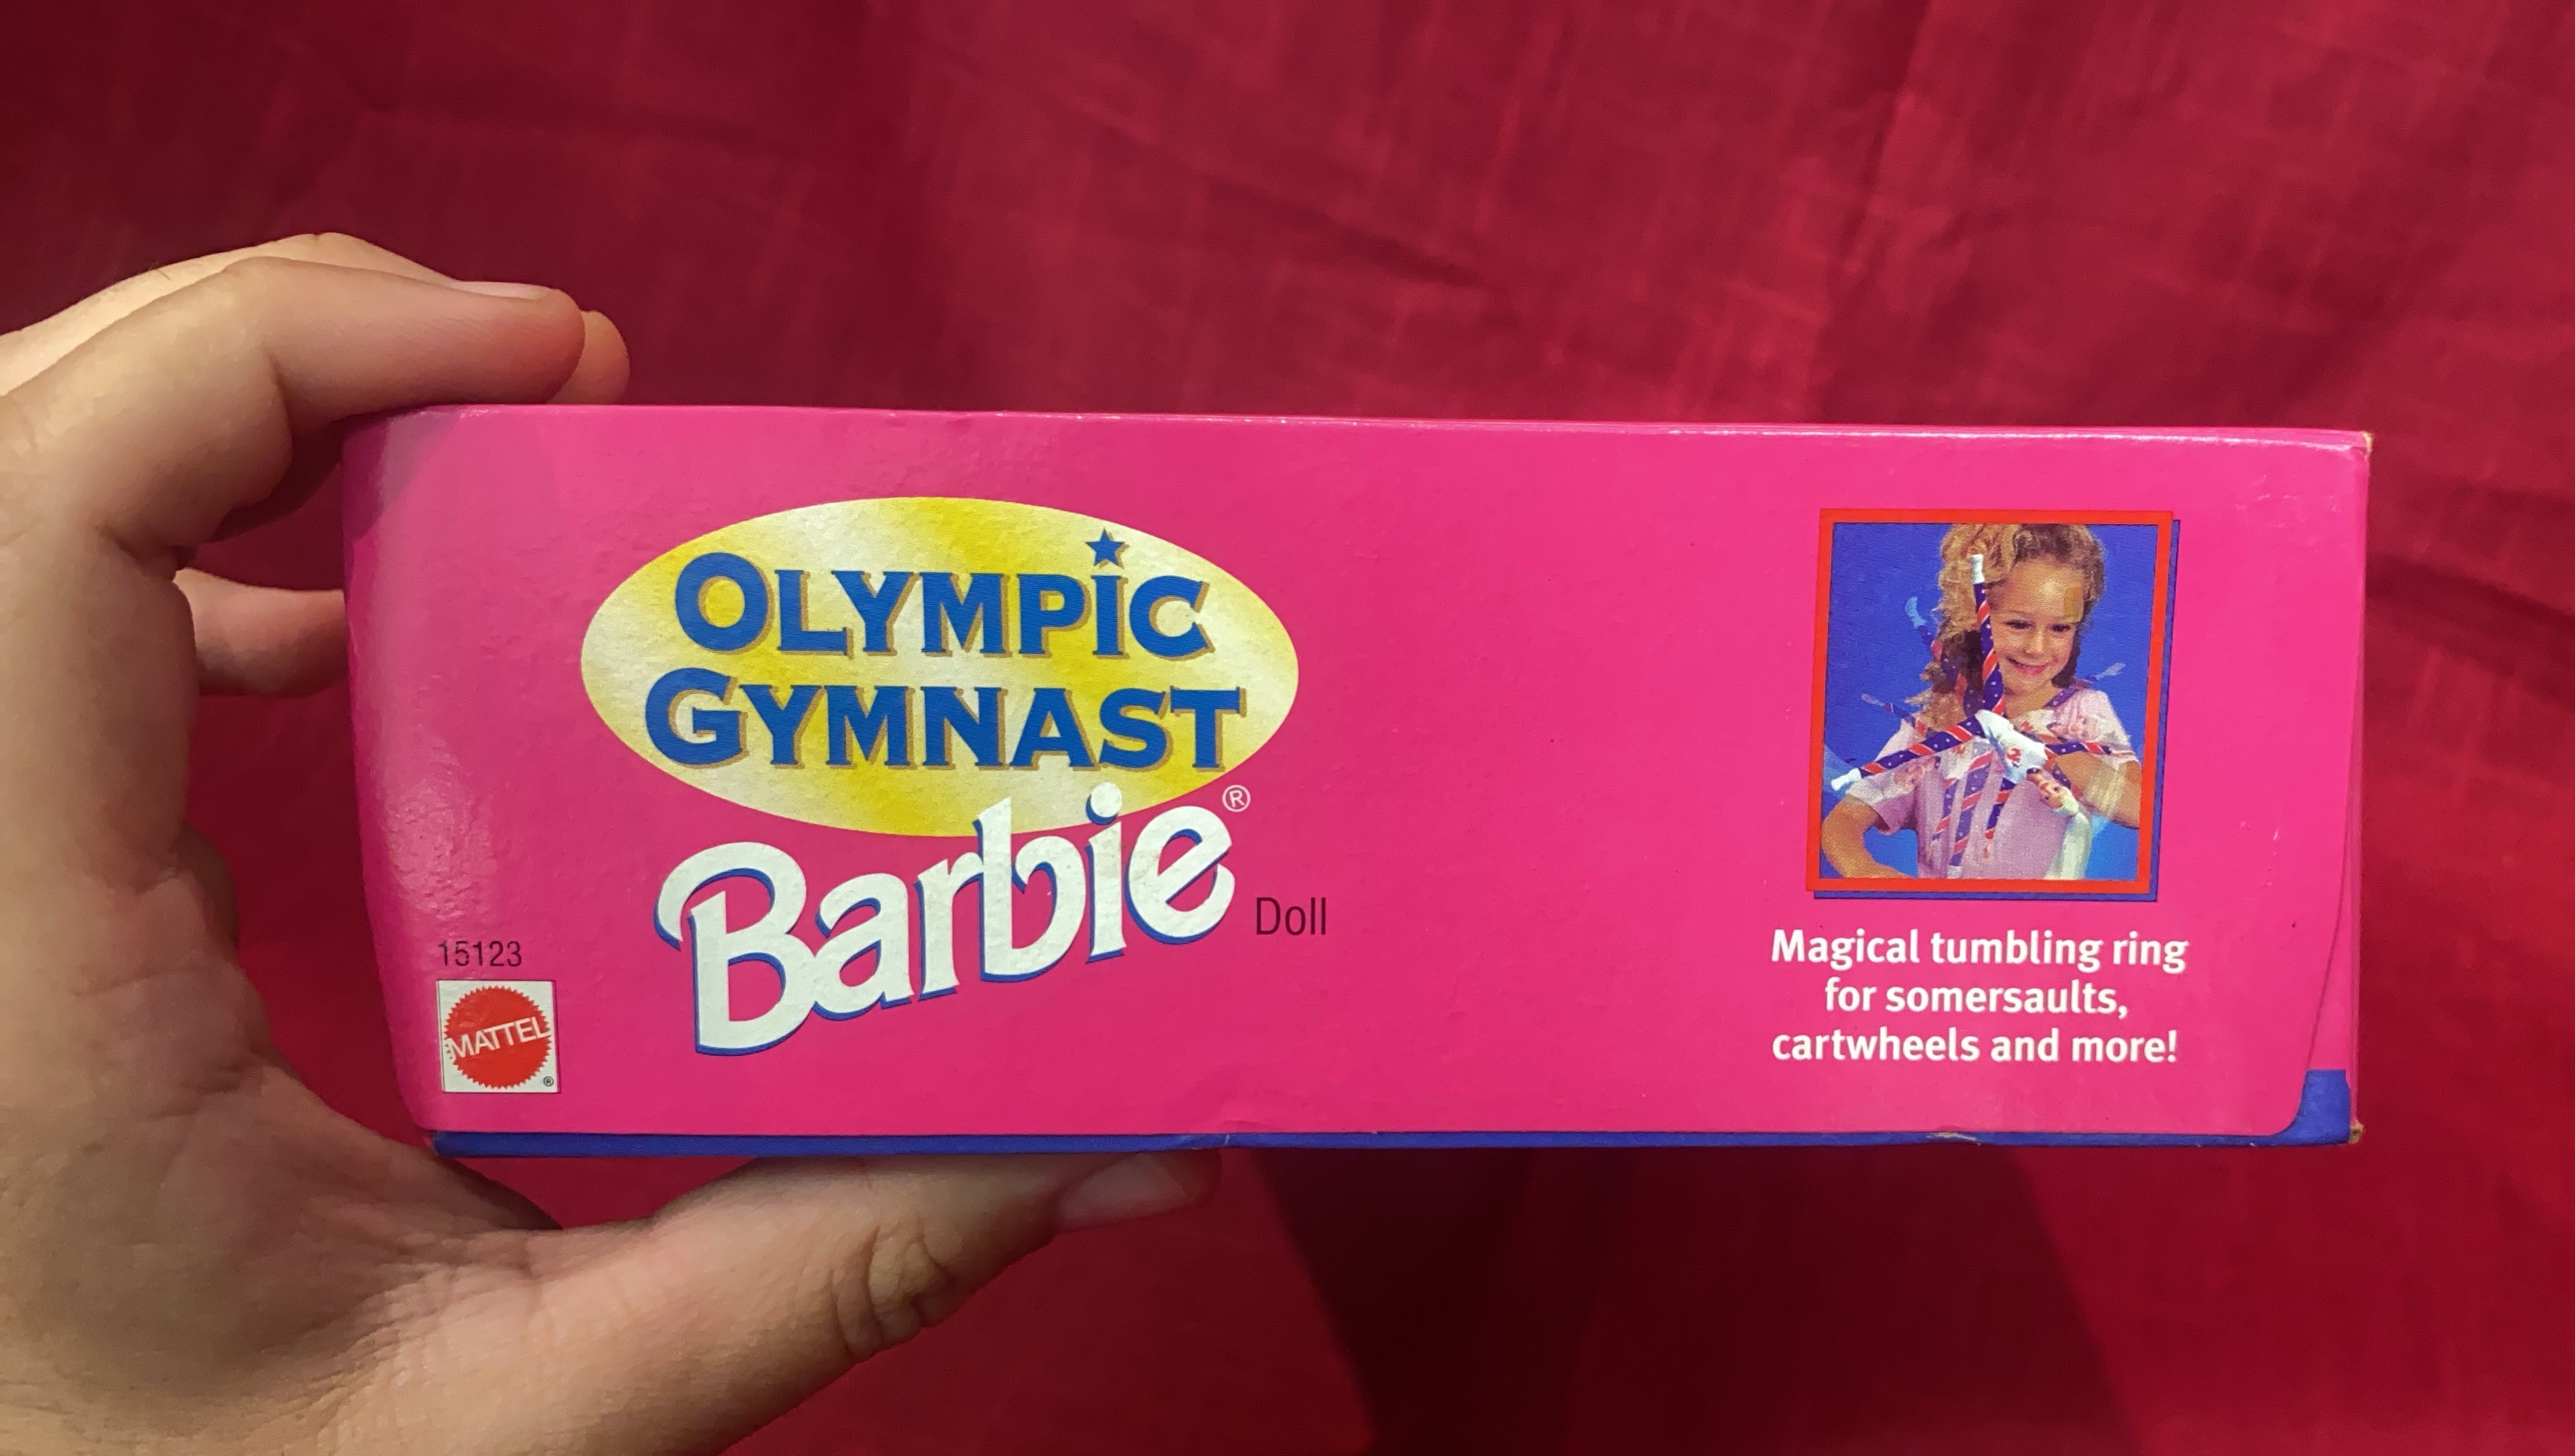 OLYMPIC
GYMNAST
Barbie®
Doll
15123
MATTEL
®
Magical tumbling ring
for somersaults,
cartwheels and more!